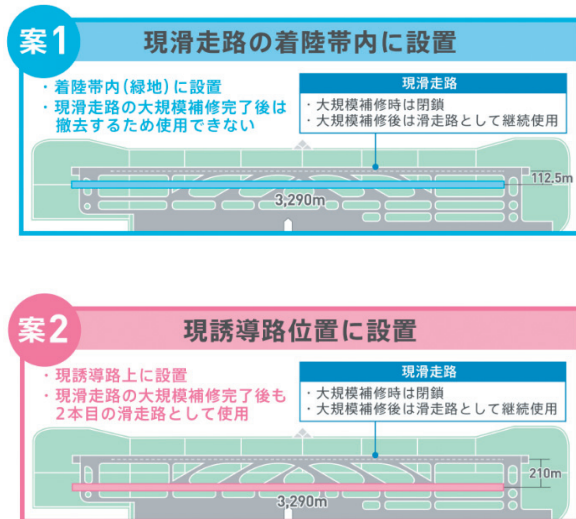 案1
現滑走路の着陸帯内に設置
・着陸帯内(緑地)に設置
・現滑走路の大規模補修完了後は
撤去するため使用できない
現滑走路
・大規模補修時は閉鎖
・大規模補修後は滑走路として継続使用
112.5m
3,290m
案2
現誘導路位置に設置
・現誘導路上に設置
・現滑走路の大規模補修完了後も
2本目の滑走路として使用
現滑走路
・大規模補修時は閉鎖
・大規模補修後は滑走路として継続使用
210m
3,290m